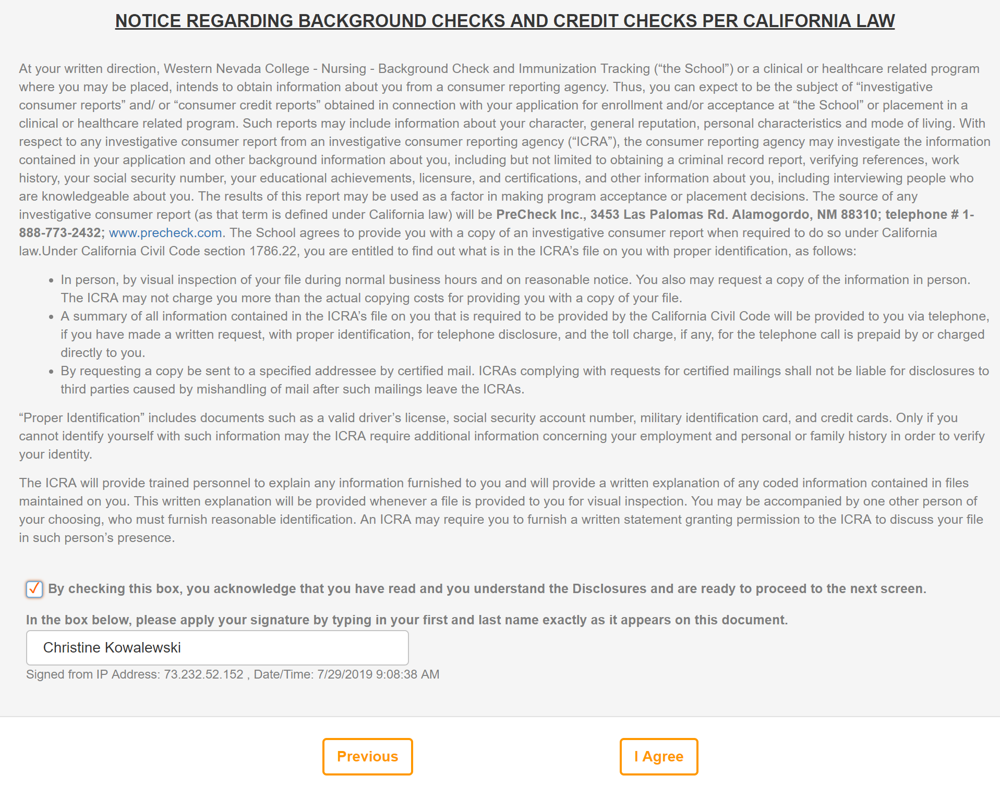 NOTICE REGARDING BACKGROUND CHECKS AND CREDIT CHECKS PER CALIFORNIA LAW
At your written direction, Western Nevada College - Nursing - Background Check and Immunization Tracking (“the School”) or a clinical or healthcare related program
where you may be placed, intends to obtain information about you from a consumer reporting agency. Thus, you can expect to be the subject of “investigative
consumer reports” and/ or “consumer credit reports” obtained in connection with your application for enrollment and/or acceptance at “the School” or placement in a
clinical or healthcare related program. Such reports may include information about your character, general reputation, personal characteristics and mode of living. With
respect to any investigative consumer report from an investigative consumer reporting agency (“ICRA”), the consumer reporting agency may investigate the information
contained in your application and other background information about you, including but not limited to obtaining a criminal record report, verifying references, work
history, your social security number, your educational achievements, licensure, and certifications, and other information about you, including interviewing people who
are knowledgeable about you. The results of this report may be used as a factor in making program acceptance or placement decisions. The source of any
investigative consumer report (as that term is defined under California law) will be PreCheck Inc., 3453 Las Palomas Rd. Alamogordo, NM 88310; telephone # 1-
888-773-2432; www.precheck.com. The School agrees to provide you with a copy of an investigative consumer report when required to do so under California
law.Under California Civil Code section 1786.22, you are entitled to find out what is in the ICRA’s file on you with proper identification, as follows:
• In person, by visual inspection of your file during normal business hours and on reasonable notice. You also may request a copy of the information in person.
The ICRA may not charge you more than the actual copying costs for providing you with a copy of your file.
• A summary of all information contained in the ICRA’s file on you that is required to be provided by the California Civil Code will be provided to you via telephone,
if you have made a written request, with proper identification, for telephone disclosure, and the toll charge, if any, for the telephone call is prepaid by or charged
directly to you.
• By requesting a copy be sent to a specified addressee by certified mail. ICRAs complying with requests for certified mailings shall not be liable for disclosures to
third parties caused by mishandling of mail after such mailings leave the ICRAs.
“Proper Identification” includes documents such as a valid driver’s license, social security account number, military identification card, and credit cards. Only if you
cannot identify yourself with such information may the ICRA require additional information concerning your employment and personal or family history in order to verify
your identity.
The ICRA will provide trained personnel to explain any information furnished to you and will provide a written explanation of any coded information contained in files
maintained on you. This written explanation will be provided whenever a file is provided to you for visual inspection. You may be accompanied by one other person of
your choosing, who must furnish reasonable identification. An ICRA may require you to furnish a written statement granting permission to the ICRA to discuss your file
in such person’s presence.
By checking this box, you acknowledge that you have read and you understand the Disclosures and are ready to proceed to the next screen.
In the box below, please apply your signature by typing in your first and last name exactly as it appears on this document.
Christine Kowalewski
Signed from IP Address: 73.232.52.152 , Date/Time: 7/29/2019 9:08:38 AM
Previous
I Agree